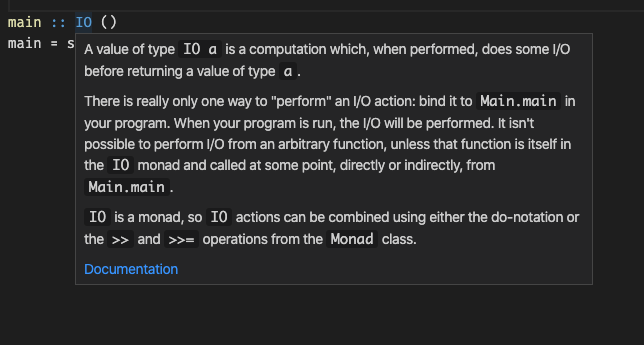 main :: IO ()
main = s
A value of type IO a is a computation which, when performed, does some I/O
before returning a value of type a.
There is really only one way to "perform" an I/O action: bind it to Main.main in
your program. When your program is run, the I/O will be performed. It isn't
possible to perform I/O from an arbitrary function, unless that function is itself in
the IO monad and called at some point, directly or indirectly, from
Main.main.
IO is a monad, so IO actions can be combined using either the do-notation or
the >> and >>= operations from the Monad class.
Documentation